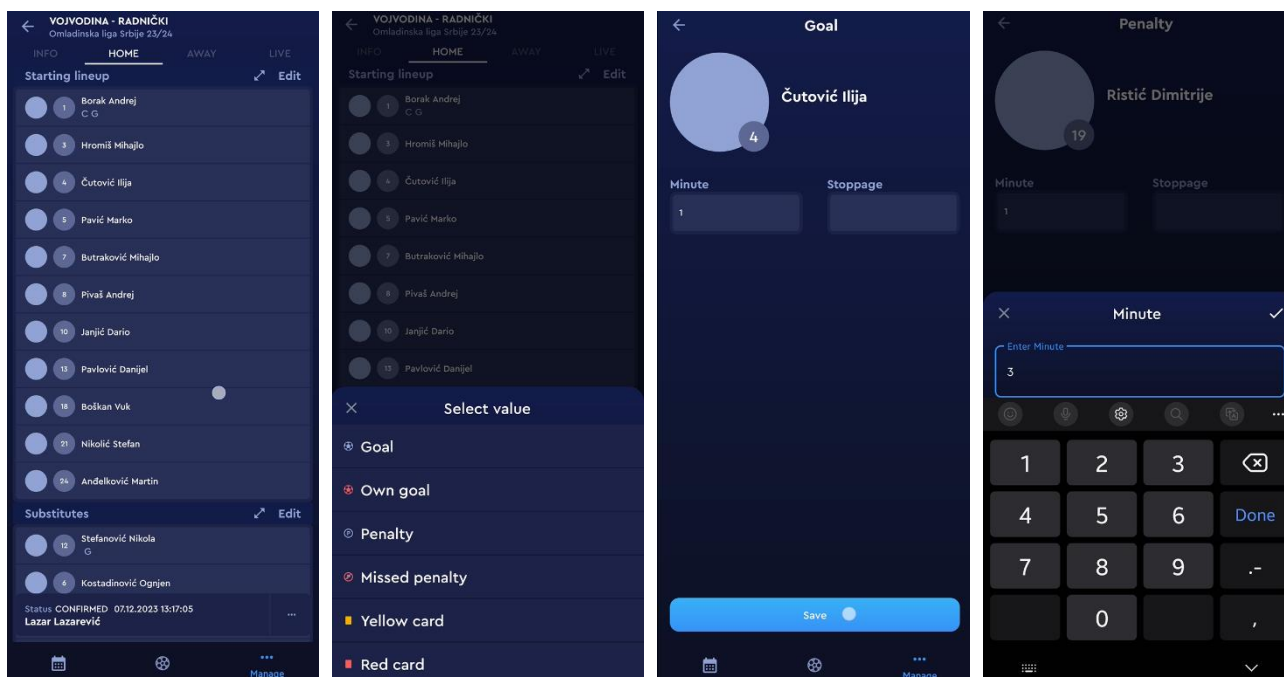 VOJVODINA - RADNIČKI
Omladinska liga Srbije 23/24
INFO HOME AWAY LIVE
Starting lineup Edit
1 Borak Andrej
C G
3 Hromiš Mihajlo
4 Čutović Ilija
5 Pavić Marko
7 Butraković Mihajlo
8 Pivaš Andrej
10 Janjić Dario
13 Pavlović Danijel
18 Boškan Vuk
21 Nikolić Stefan
24 Anđelković Martin
Substitutes Edit
12 Stefanović Nikola
G
6 Kostadinović Ognjen
Status CONFIRMED 07.12.2023 13:17:05
Lazar Lazarević
Manage
VOJVODINA - RADNIČKI
Omladinska liga Srbije 23/24
INFO HOME AWAY LIVE
Starting lineup Edit
1 Borak Andrej
C G
3 Hromiš Mihajlo
4 Čutović Ilija
5 Pavić Marko
7 Butraković Mihajlo
8 Pivaš Andrej
10 Janjić Dario
13 Pavlović Danijel
Select value
Goal
Own goal
Penalty
Missed penalty
Yellow card
Red card
Goal
Čutović Ilija
4
Minute Stoppage
1
Save
Manage
Penalty
Ristić Dimitrije
19
Minute Stoppage
1
Minute
Enter Minute
3
1 2 3
4 5 6 Done
7 8 9 .-
0 ,